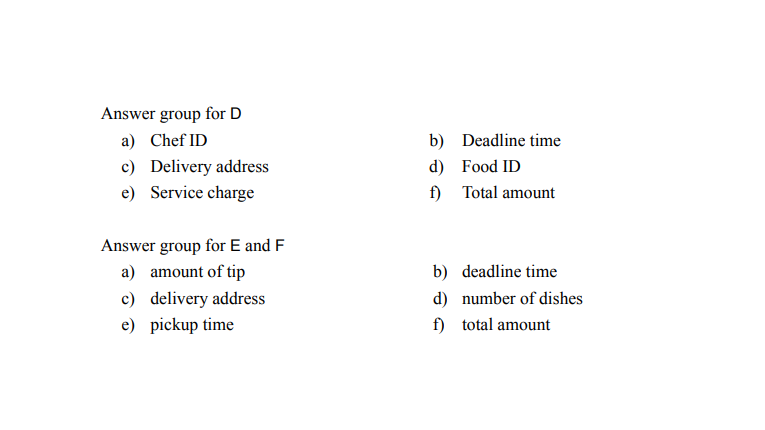 Answer group for D
a) Chef ID b) Deadline time
c) Delivery address d) Food ID
e) Service charge f) Total amount
Answer group for E and F
a) amount of tip b) deadline time
c) delivery address d) number of dishes
e) pickup time f) total amount